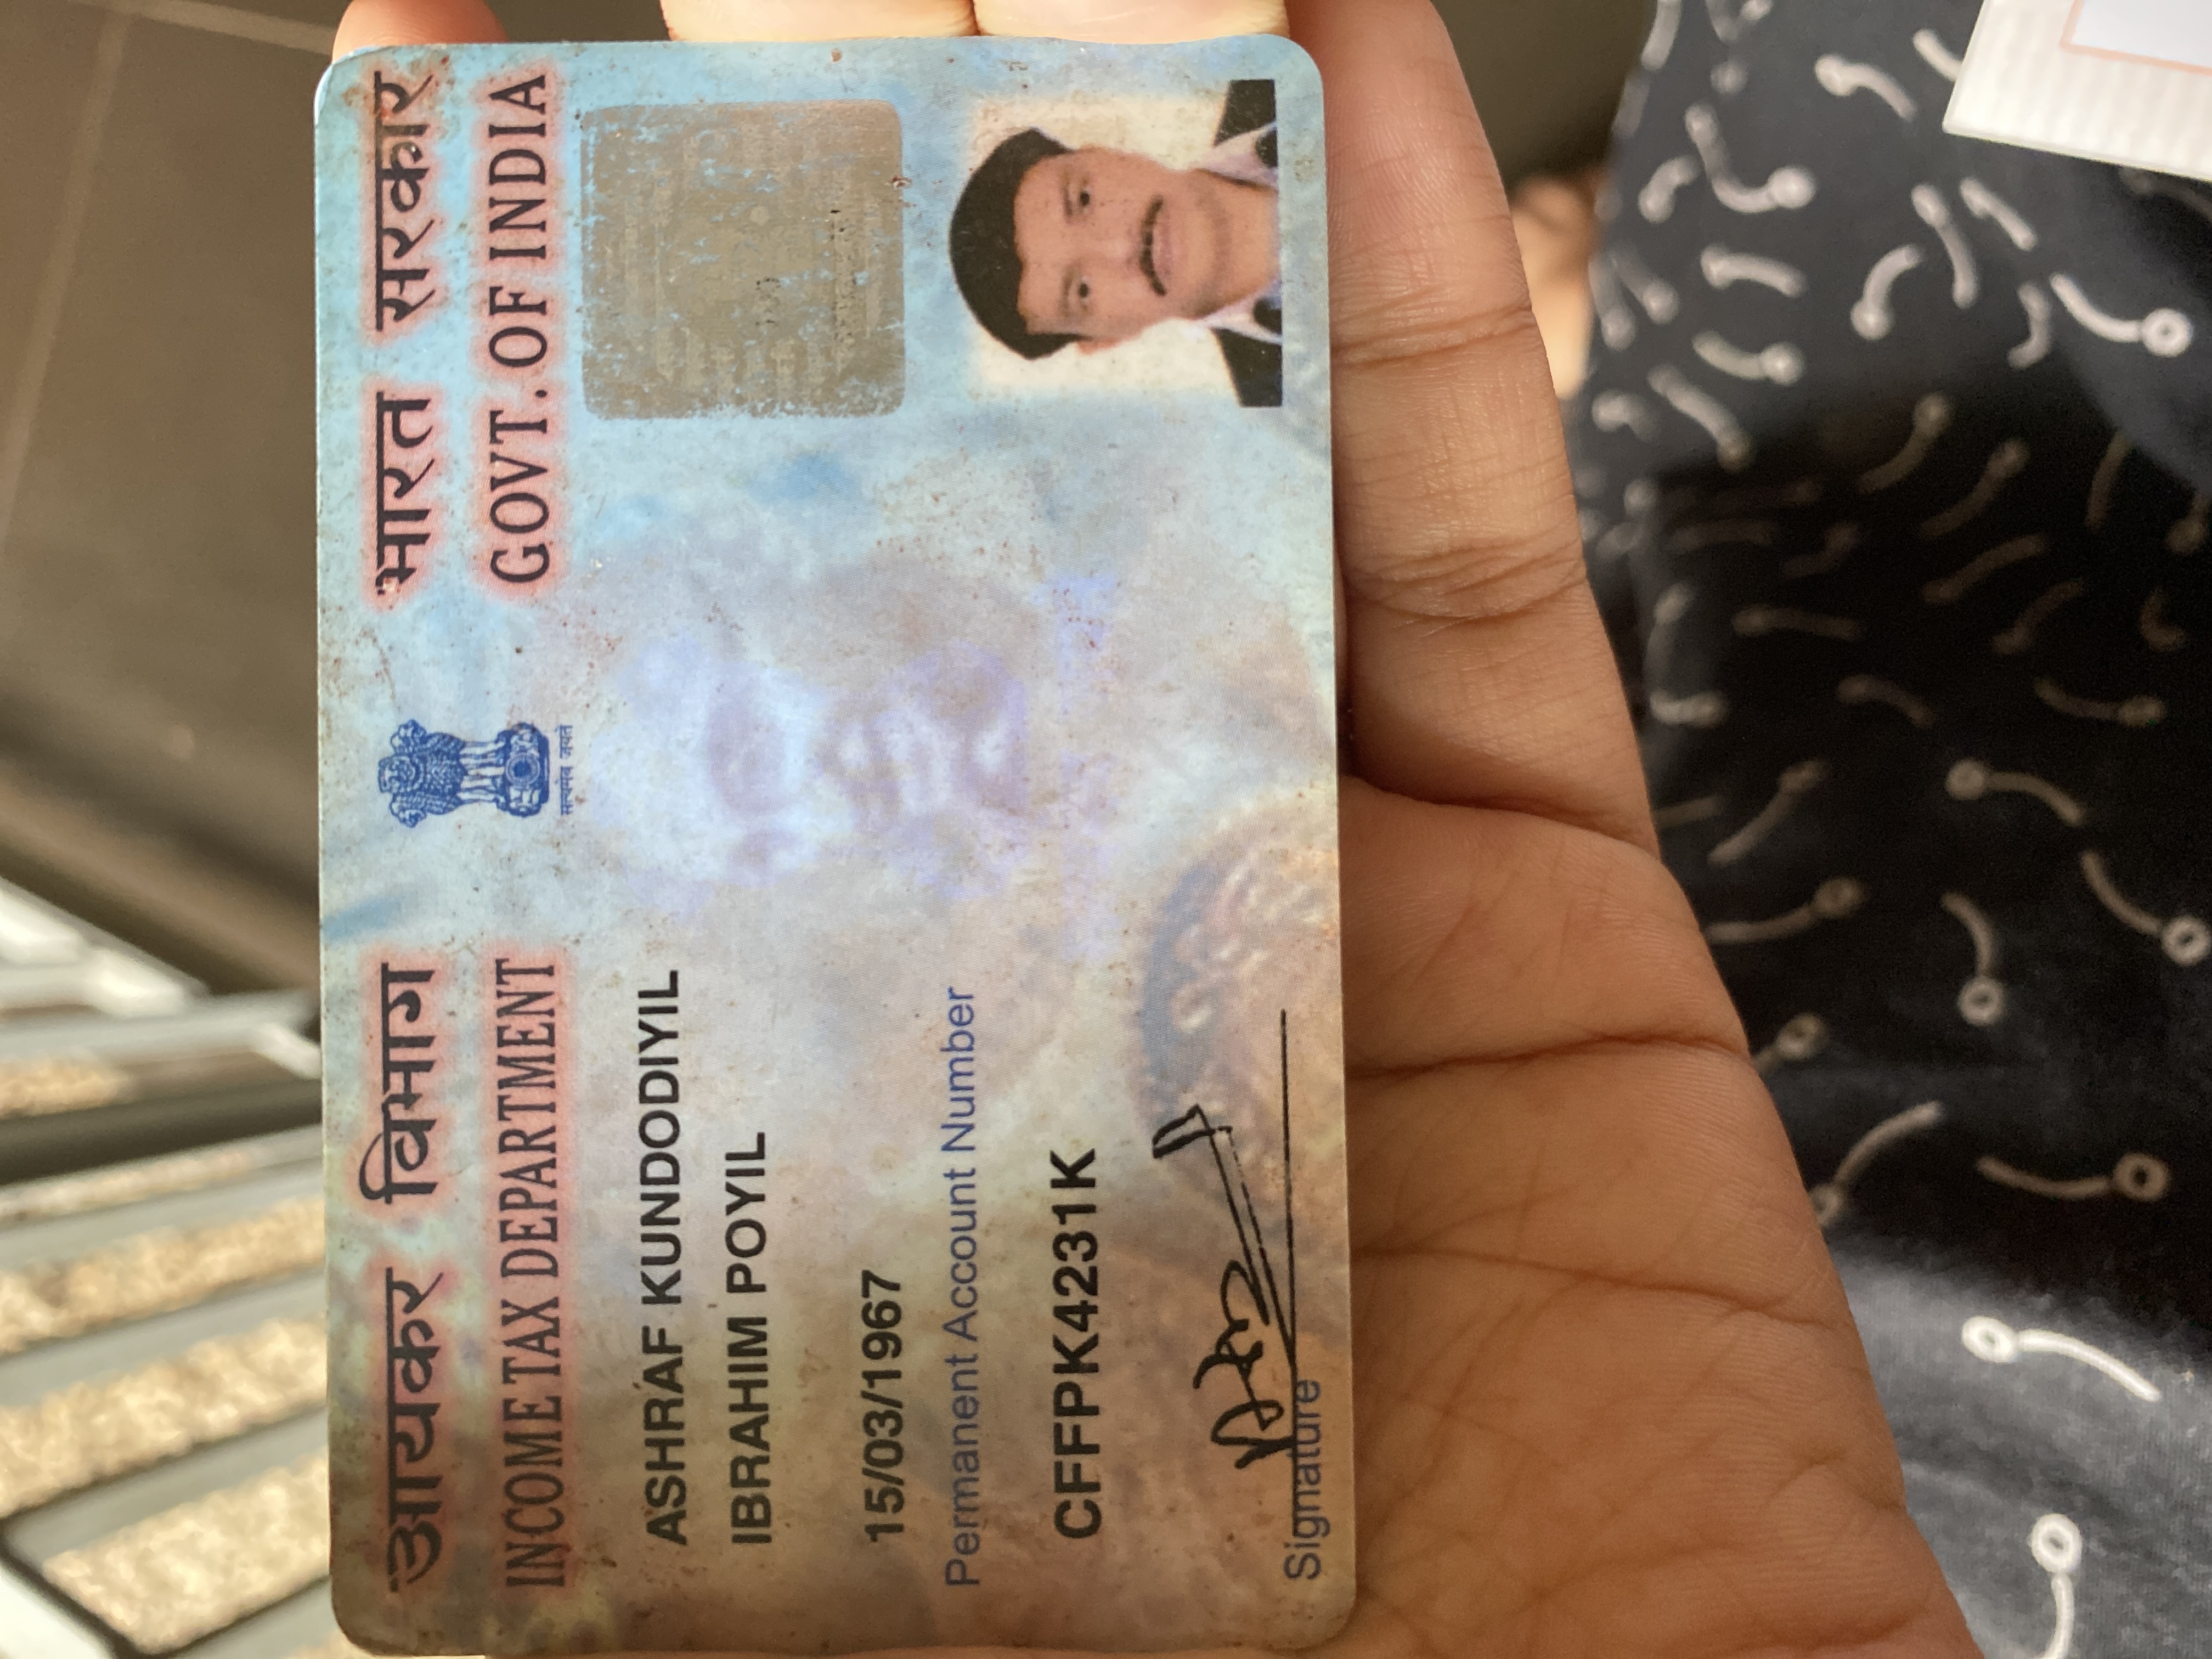 आयकर विभाग
INCOME TAX DEPARTMENT
भारत सरकार
GOVT. OF INDIA
सत्यमेव जयते
ASHRAF KUNDODIYIL
IBRAHIM POYIL
15/03/1967
Permanent Account Number
CFFPK4231K
Signature